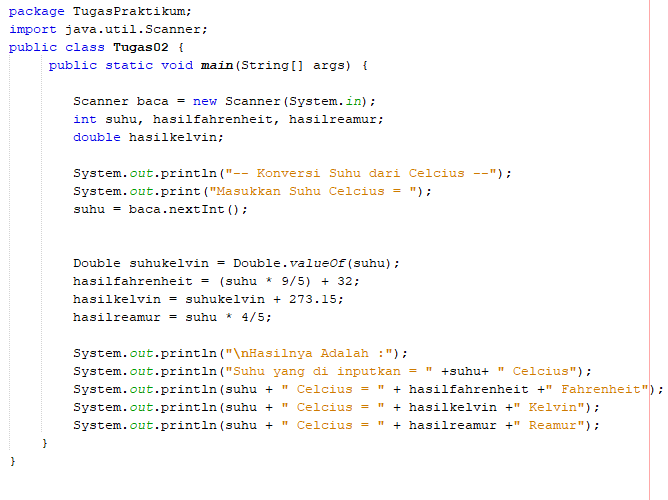 package TugasPraktikum;
import java.util.Scanner;
public class Tugas02 {
public static void main(String[] args) {
Scanner baca = new Scanner(System.in);
int suhu, hasilfahrenheit, hasilreamur;
double hasilkelvin;
System.out.println("-- Konversi Suhu dari Celcius --");
System.out.print("Masukkan Suhu Celcius = ");
suhu = baca.nextInt();
Double suhukelvin = Double.valueOf(suhu);
hasilfahrenheit = (suhu * 9/5) + 32;
hasilkelvin = suhukelvin + 273.15;
hasilreamur = suhu * 4/5;
System.out.println("\nHasilnya Adalah :");
System.out.println("Suhu yang di inputkan = " +suhu+ " Celcius");
System.out.println(suhu + " Celcius = " + hasilfahrenheit +" Fahrenheit");
System.out.println(suhu + " Celcius = " + hasilkelvin +" Kelvin");
System.out.println(suhu + " Celcius = " + hasilreamur +" Reamur");
}
}